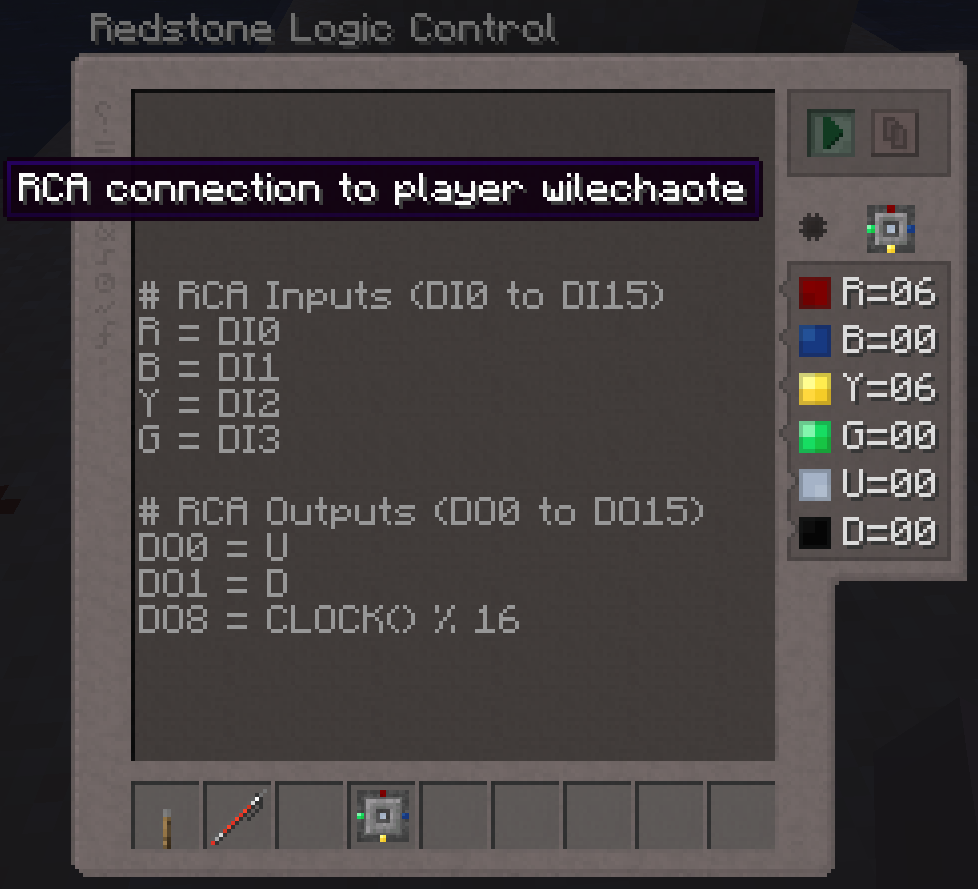 Redstone Logic Control
RCA connection to player wilechaote
# RCA Inputs (DI0 to DI15)
R = DI0
B = DI1
Y = DI2
G = DI3
# RCA Outputs (DO0 to DO15)
DO0 = U
DO1 = D
DO8 = CLOCK() % 16
R=06
B=00
Y=06
G=00
U=00
D=00